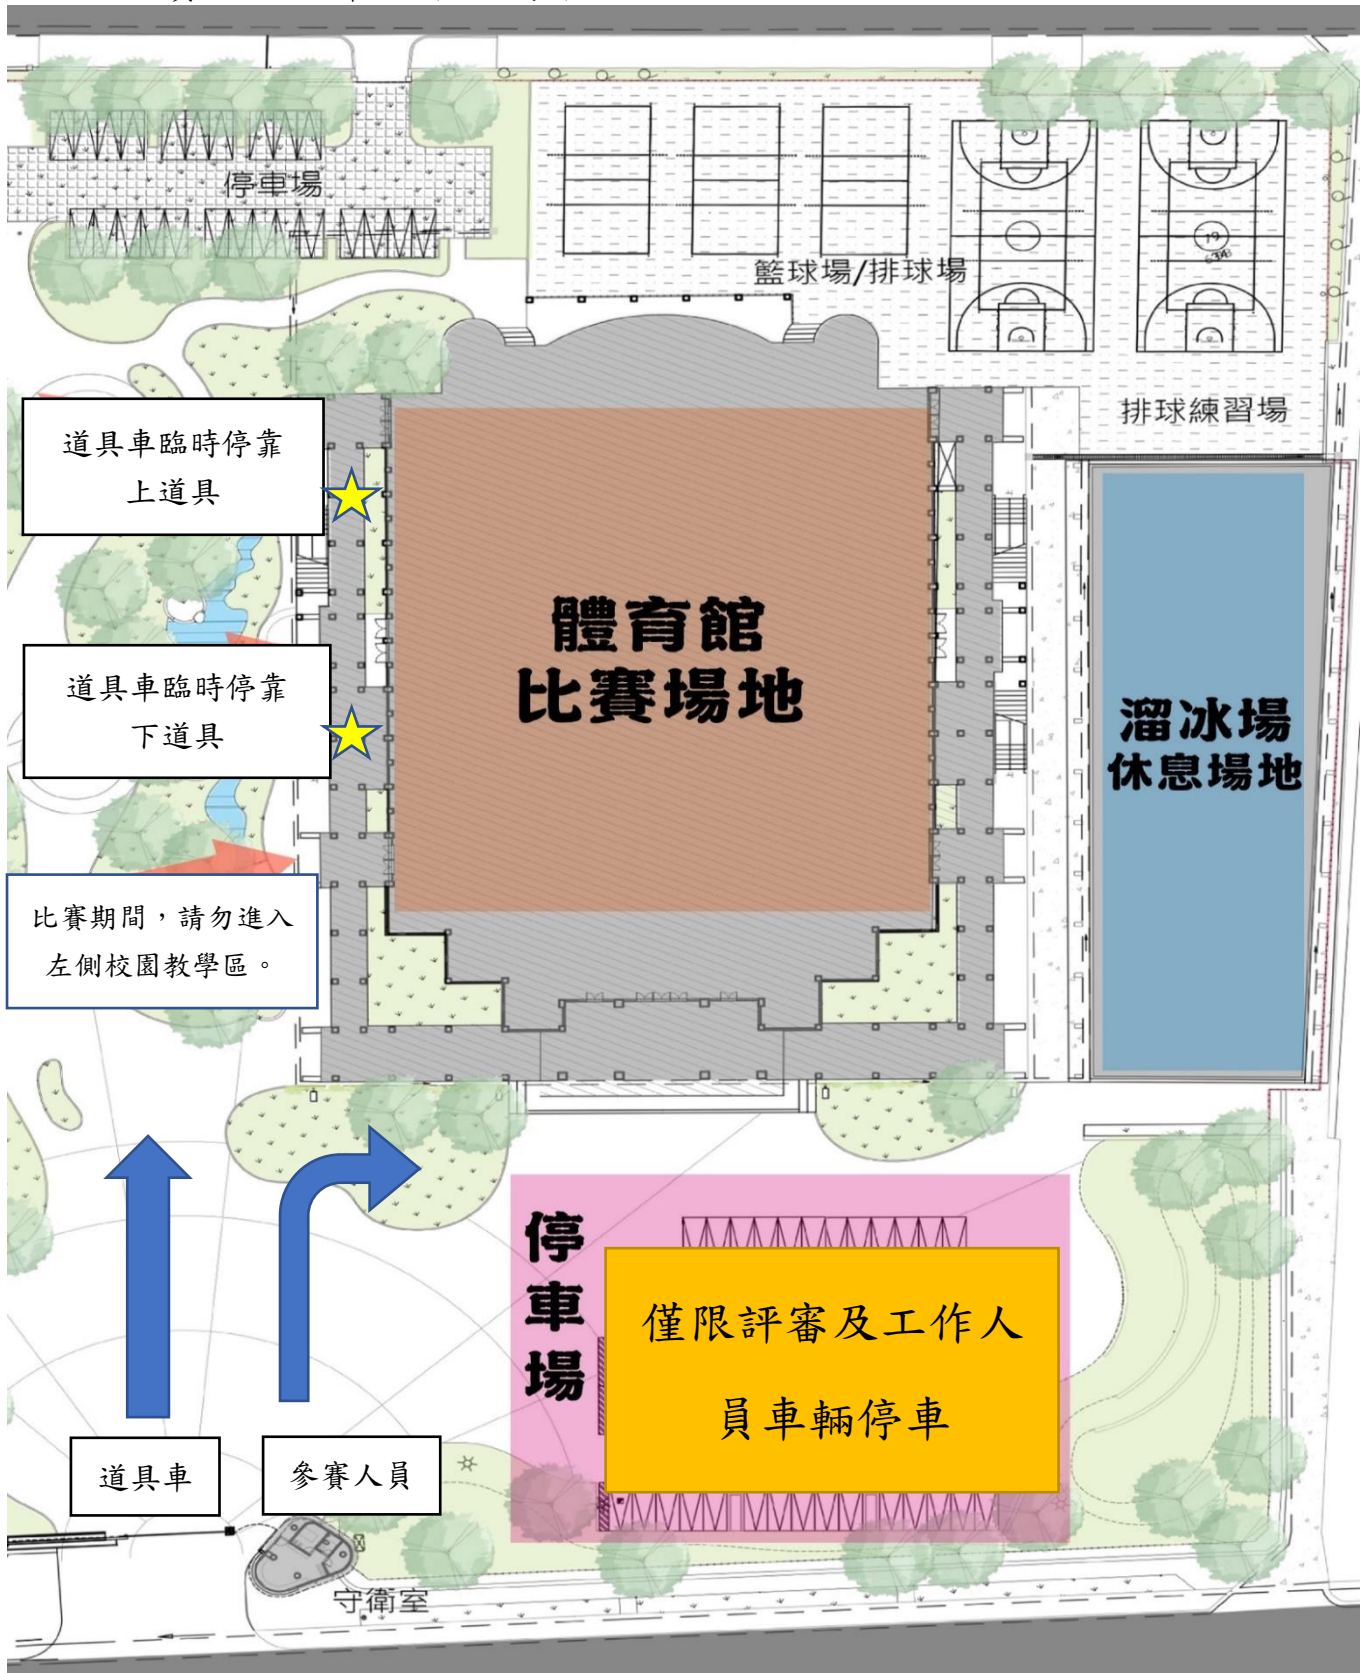 停車場
籃球場/排球場
排球練習場
道具車臨時停靠
上道具
體育館
比賽場地
道具車臨時停靠
下道具
溜冰場
休息場地
比賽期間，請勿進入
左側校園教學區。
停車場
僅限評審及工作人
員車輛停車
道具車
參賽人員
守衛室